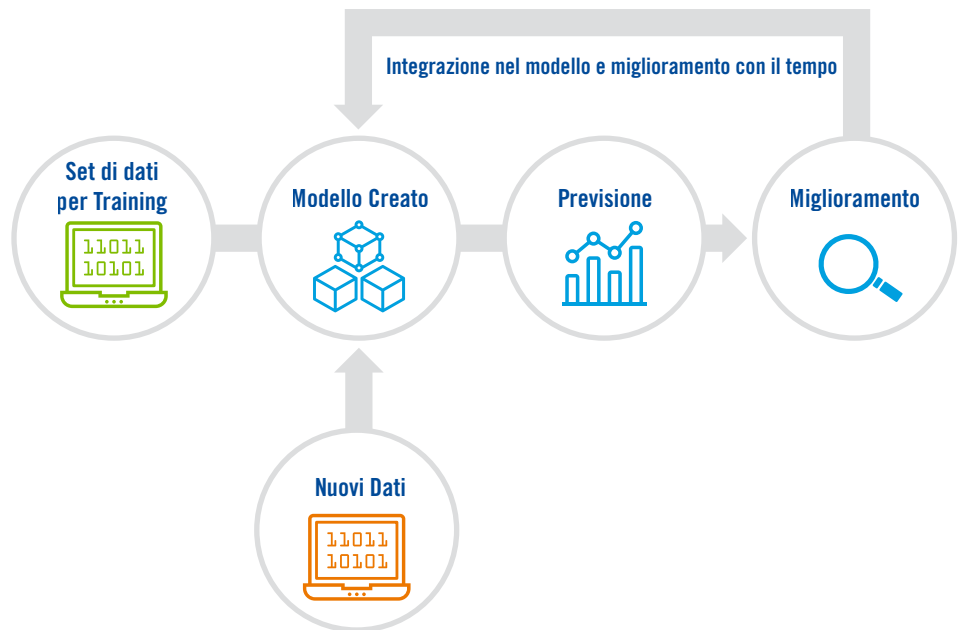 Integrazione nel modello e miglioramento con il tempo
Set di dati
per Training
11011
10101
Modello Creato
Previsione
Miglioramento
Nuovi Dati
11011
10101